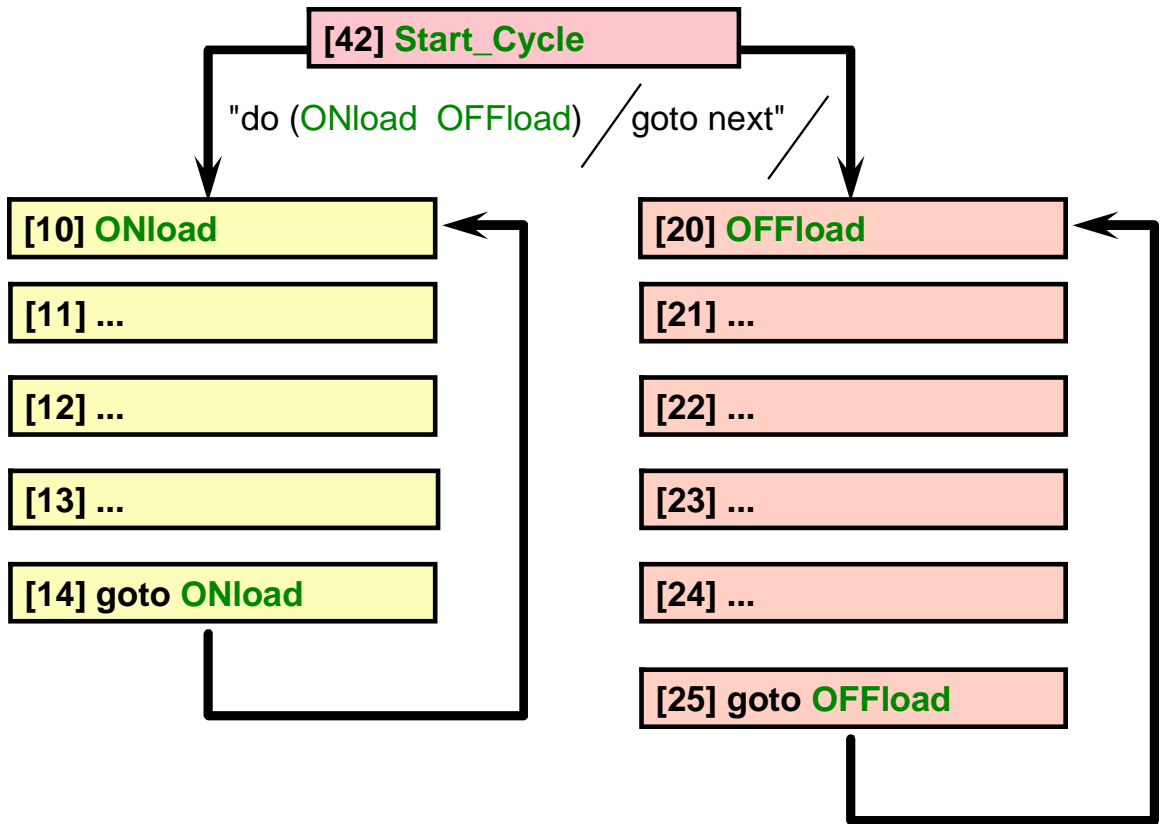 [42] Start_Cycle
"do (ONload  OFFload) / goto next" /
[10] ONload
[11] ...
[12] ...
[13] ...
[14] goto ONload
[20] OFFload
[21] ...
[22] ...
[23] ...
[24] ...
[25] goto OFFload